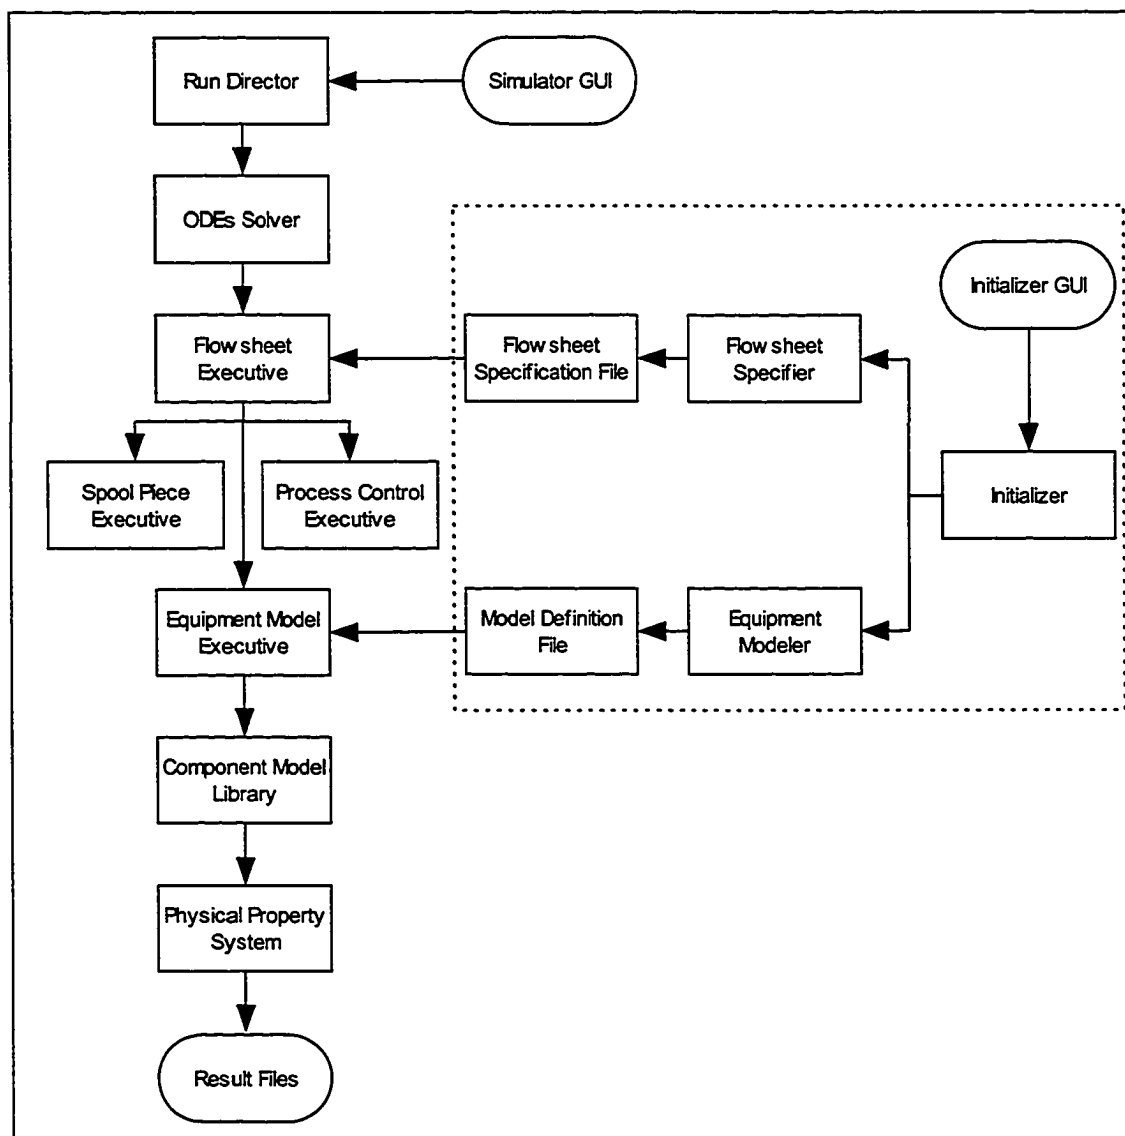 Run Director
Simulator GUI
ODEs Solver
Initializer GUI
Flow sheet
Executive
Flow sheet
Specification File
Flow sheet
Specifier
Spool Piece
Executive
Process Control
Executive
Initializer
Equipment Model
Executive
Model Definition
File
Equipment
Modeler
Component Model
Library
Physical Property
System
Result Files